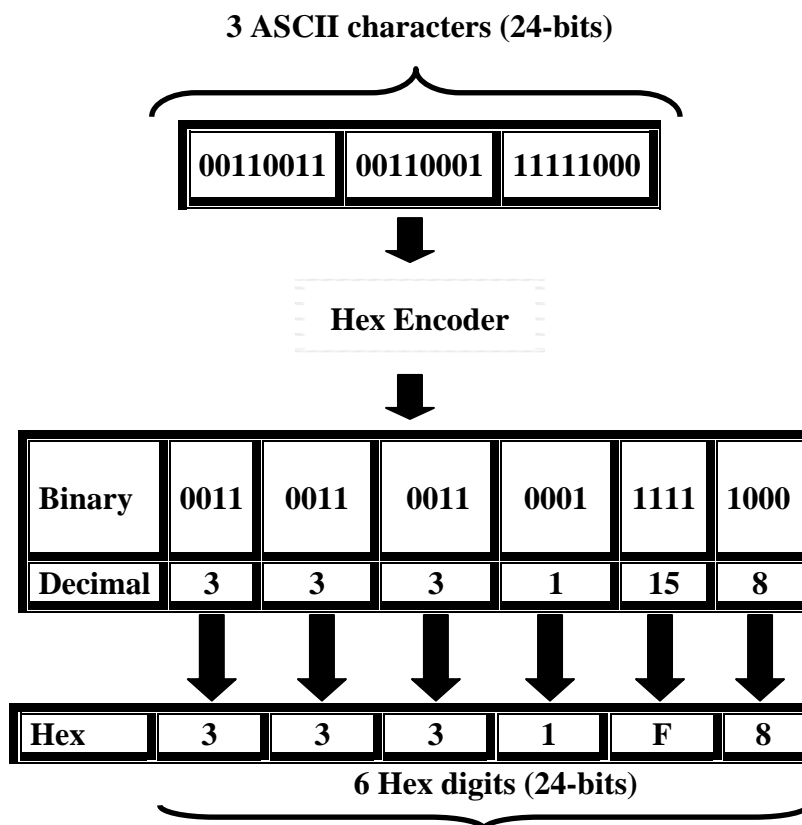 3 ASCII characters (24-bits)
00110011 00110001 11111000
Hex Encoder
Binary 0011 0011 0011 0001 1111 1000
Decimal 3 3 3 1 15 8
Hex 3 3 3 1 F 8
6 Hex digits (24-bits)